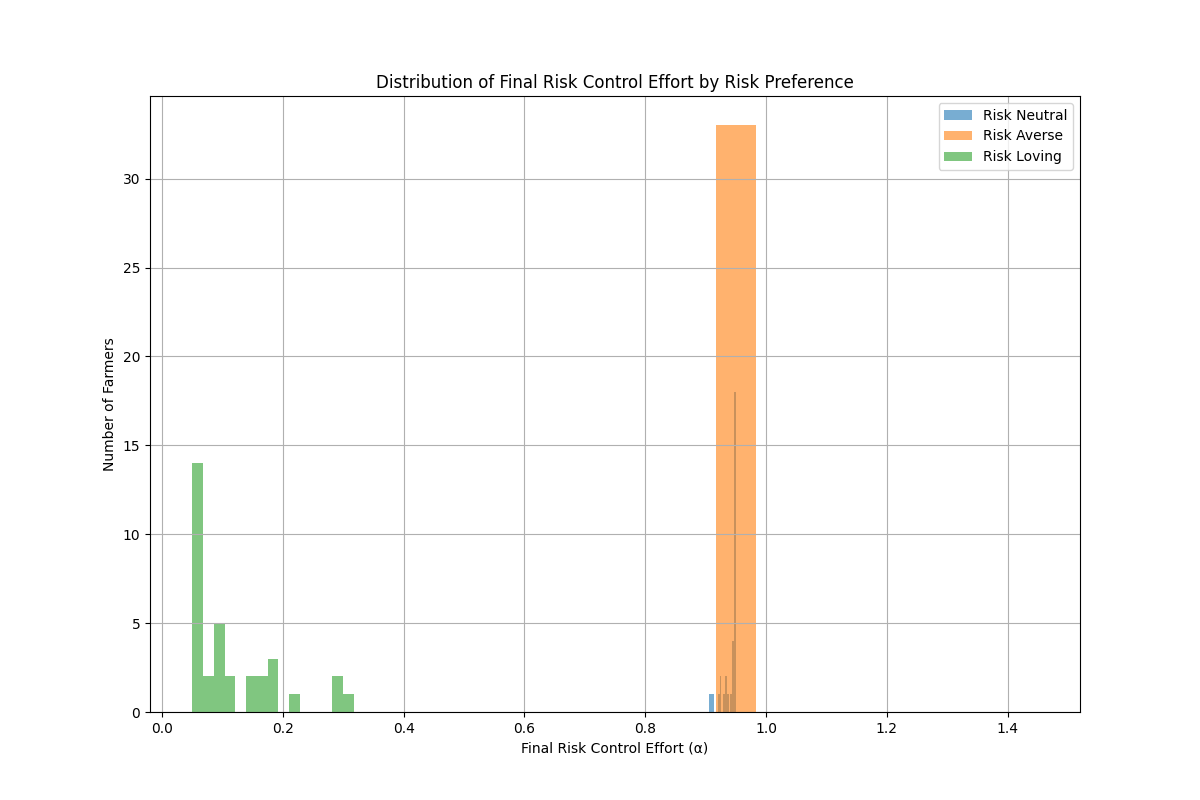 Distribution of Final Risk Control Effort by Risk Preference
Risk Neutral
Risk Averse
Risk Loving
Number of Farmers
30
25
20
15
10
5
0
0.0 0.2 0.4 0.6 0.8 1.0 1.2 1.4
Final Risk Control Effort (α)